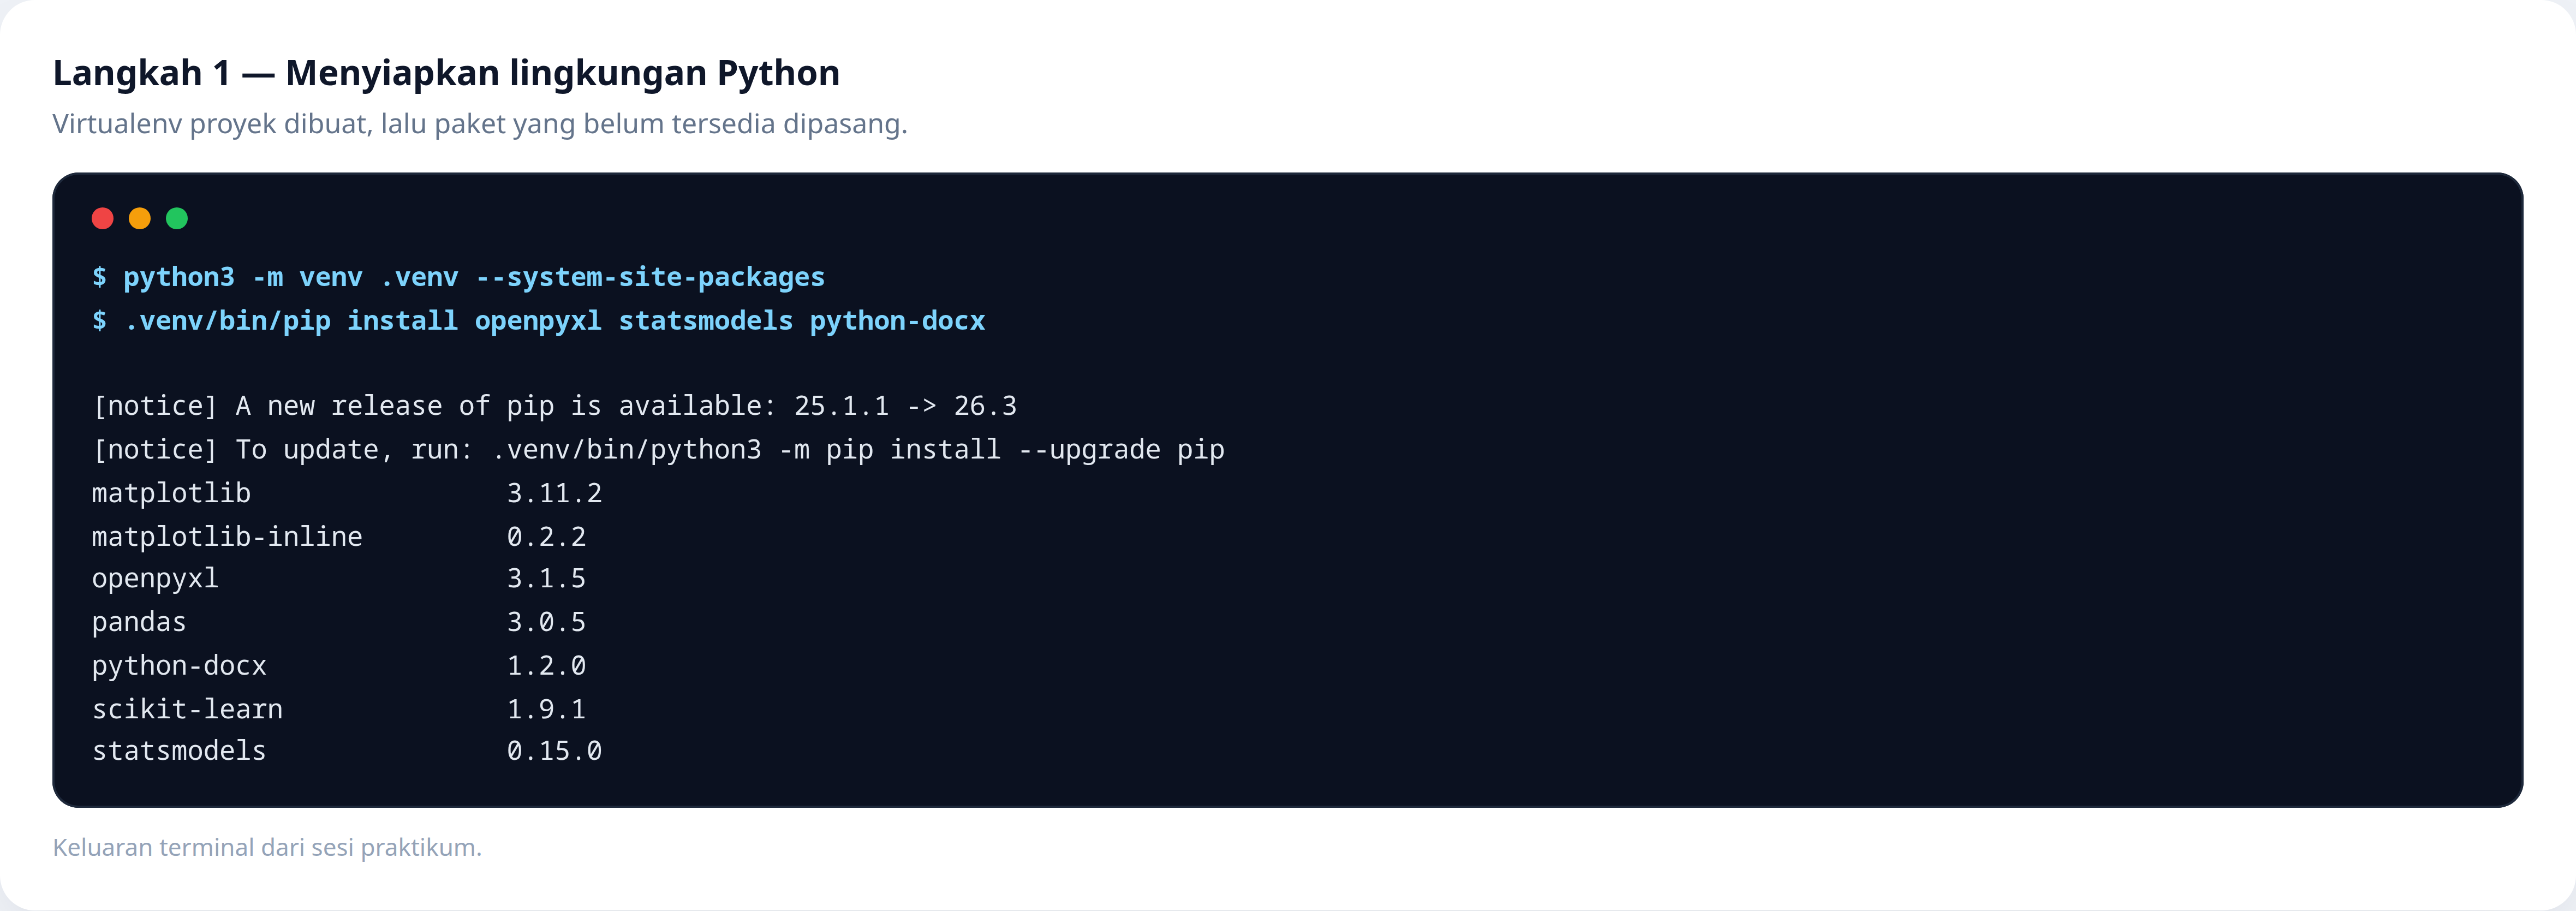 Langkah 1 — Menyiapkan lingkungan Python
Virtualenv proyek dibuat, lalu paket yang belum tersedia dipasang.
$ python3 -m venv .venv --system-site-packages
$ .venv/bin/pip install openpyxl statsmodels python-docx
[notice] A new release of pip is available: 25.1.1 -> 26.3
[notice] To update, run: .venv/bin/python3 -m pip install --upgrade pip
matplotlib                3.11.2
matplotlib-inline         0.2.2
openpyxl                  3.1.5
pandas                    3.0.5
python-docx               1.2.0
scikit-learn              1.9.1
statsmodels               0.15.0
Keluaran terminal dari sesi praktikum.